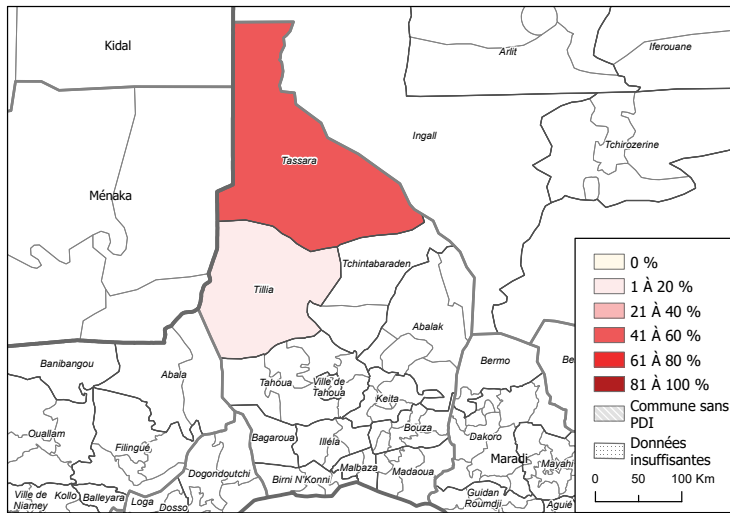 Kidal
Arlit
Iferouane
Ingall
Tchirozerine
Tassara
Ménaka
Tchintabaraden
Tillia
Abalak
Banibangou
Abala
Bermo
Be
Tahoua
Ville de
Tahoua
Keita
Ouallam
Filingué
Bagaroua
Illéla
Bouza
Dakoro
Maradi
Mayahi
Dogondoutchi
Birni N'Konni
Malbaza
Madaoua
Ville de
Niamey
Kollo
Balleyara
Loga
Dosso
Guidan
Roumdji
Aguié
0 %
1 À 20 %
21 À 40 %
41 À 60 %
61 À 80 %
81 À 100 %
Commune sans
PDI
Données
insuffisantes
0 50 100 Km